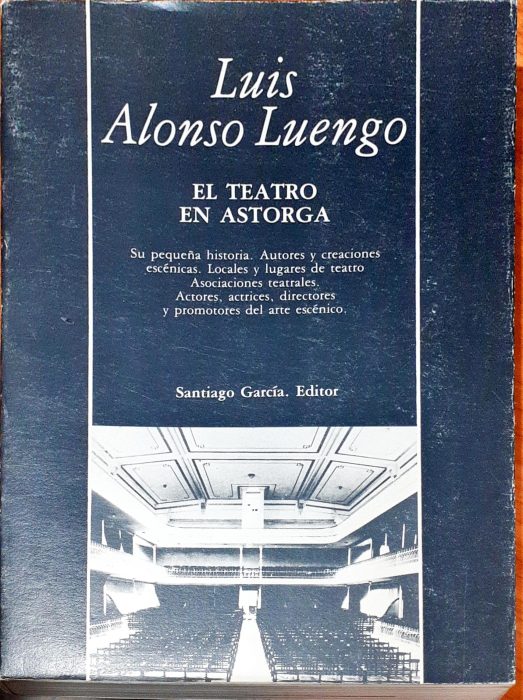 Luis
Alonso Luengo
EL TEATRO
EN ASTORGA
Su pequeña historia. Autores y creaciones
escénicas. Locales y lugares de teatro
Asociaciones teatrales.
Actores, actrices, directores
y promotores del arte escénico.
Santiago García. Editor